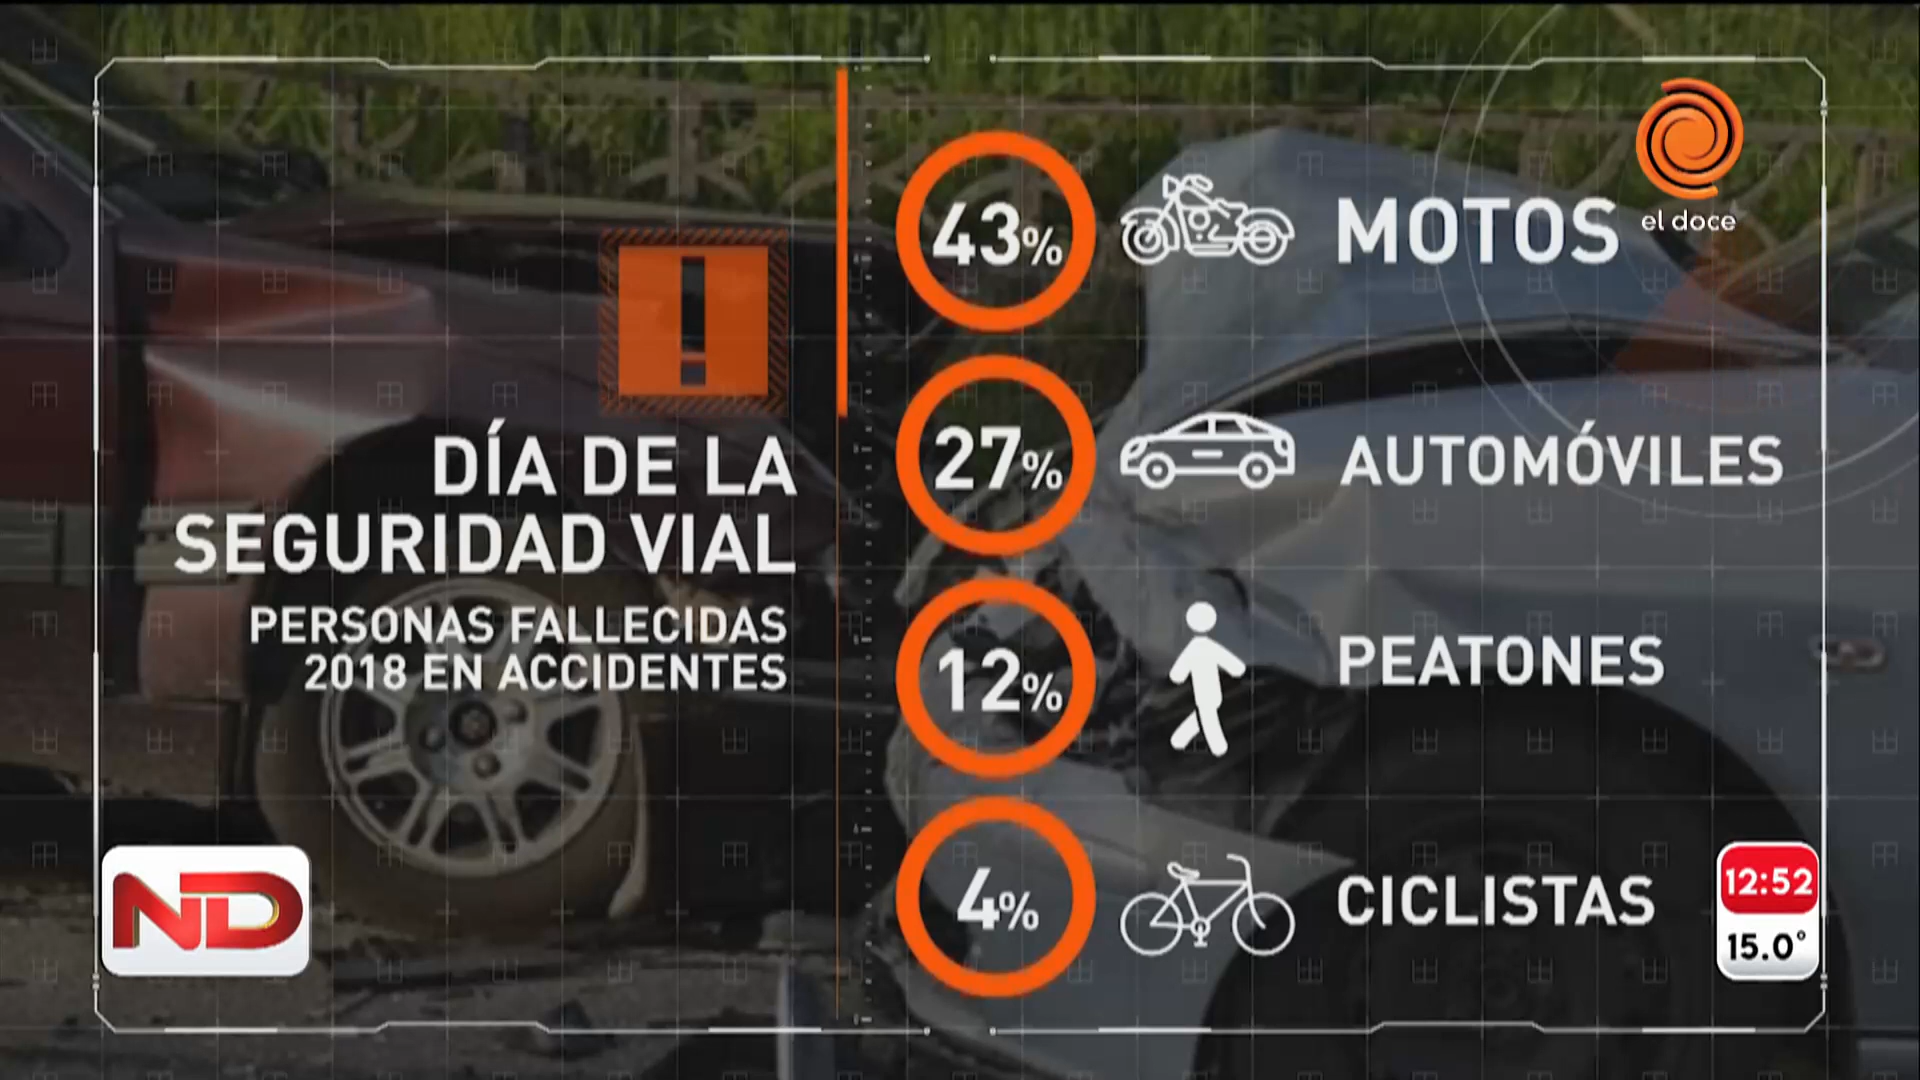 el doce
DÍA DE LA
SEGURIDAD VIAL
PERSONAS FALLECIDAS
2018 EN ACCIDENTES
43% MOTOS
27% AUTOMÓVILES
12% PEATONES
4% CICLISTAS
ND
12:52
15.0°